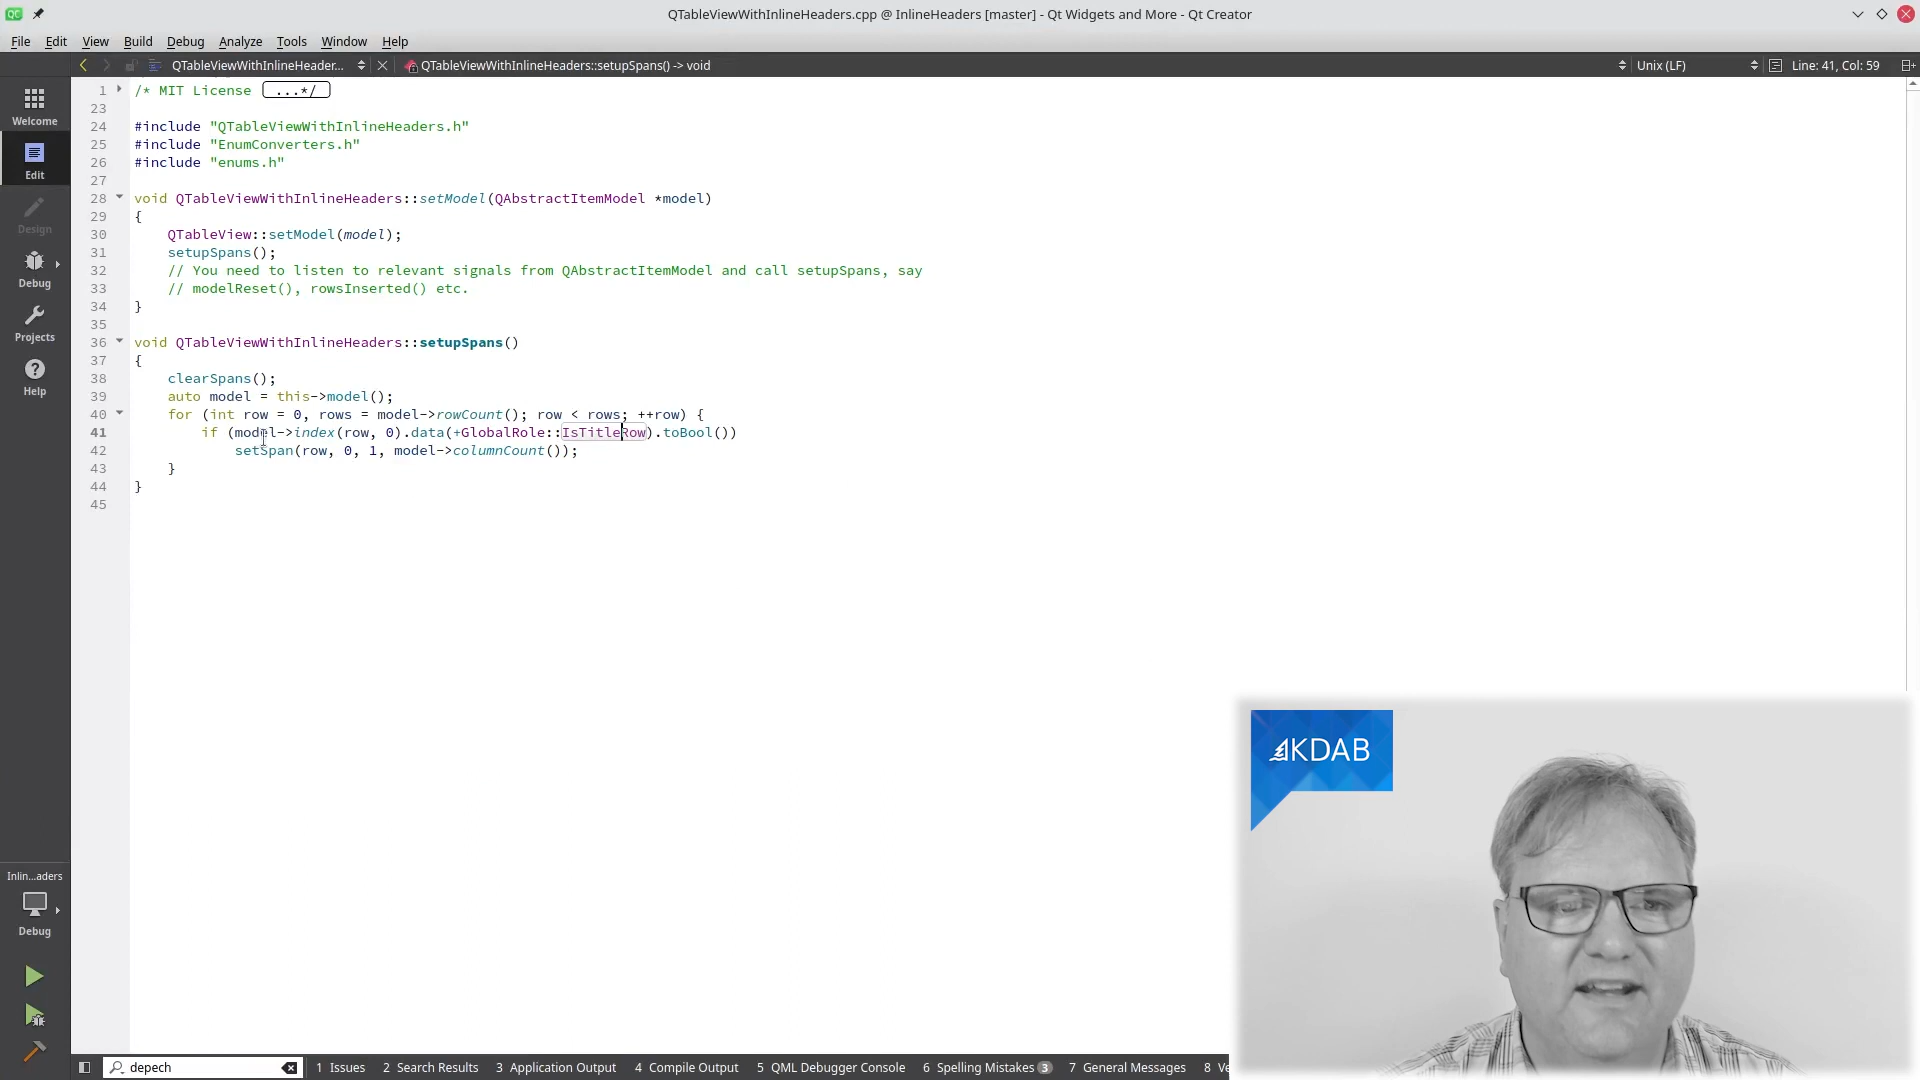 QTableViewWithInlineHeaders.cpp @ InlineHeaders [master] - Qt Widgets and More - Qt Creator
File Edit View Build Debug Analyze Tools Window Help
QTableViewWithInlineHeader... QTableViewWithInlineHeaders::setupSpans() -> void Unix (LF) Line: 41, Col: 59
1 /* MIT License ...*/
23
24 #include "QTableViewWithInlineHeaders.h"
25 #include "EnumConverters.h"
26 #include "enums.h"
27
28 void QTableViewWithInlineHeaders::setModel(QAbstractItemModel *model)
29 {
30 QTableView::setModel(model);
31 setupSpans();
32 // You need to listen to relevant signals from QAbstractItemModel and call setupSpans, say
33 // modelReset(), rowsInserted() etc.
34 }
35
36 void QTableViewWithInlineHeaders::setupSpans()
37 {
38 clearSpans();
39 auto model = this->model();
40 for (int row = 0, rows = model->rowCount(); row < rows; ++row) {
41 if (model->index(row, 0).data(+GlobalRole::IsTitleRow).toBool())
42 setSpan(row, 0, 1, model->columnCount());
43 }
44 }
45
Welcome
Edit
Design
Debug
Projects
Help
Inlin...aders
Debug
KDAB
depech 1 Issues 2 Search Results 3 Application Output 4 Compile Output 5 QML Debugger Console 6 Spelling Mistakes 3 7 General Messages 8